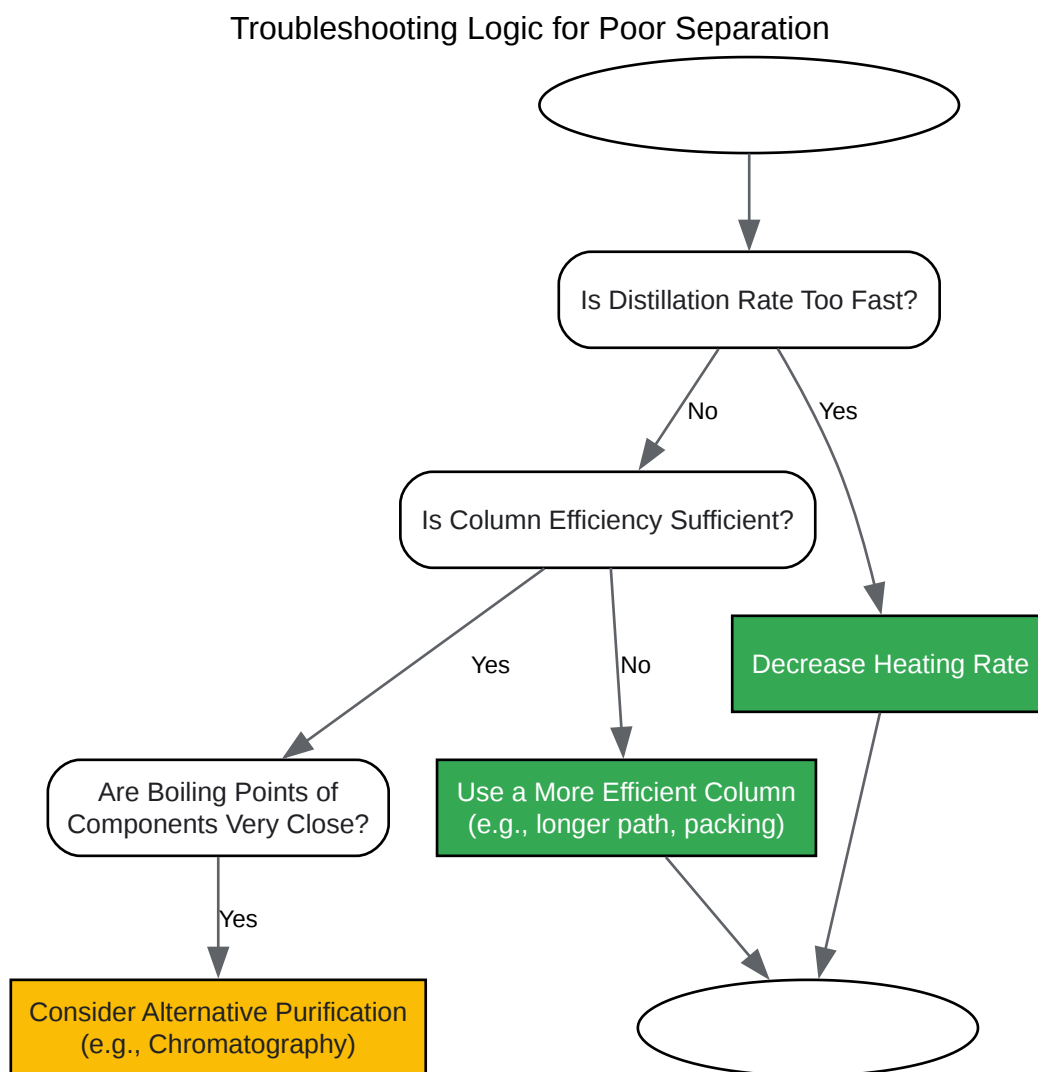 Troubleshooting Logic for Poor Separation
Is Distillation Rate Too Fast?
No
Yes
Is Column Efficiency Sufficient?
Yes
No
Decrease Heating Rate
Are Boiling Points of
Components Very Close?
Use a More Efficient Column
(e.g., longer path, packing)
Yes
Consider Alternative Purification
(e.g., Chromatography)